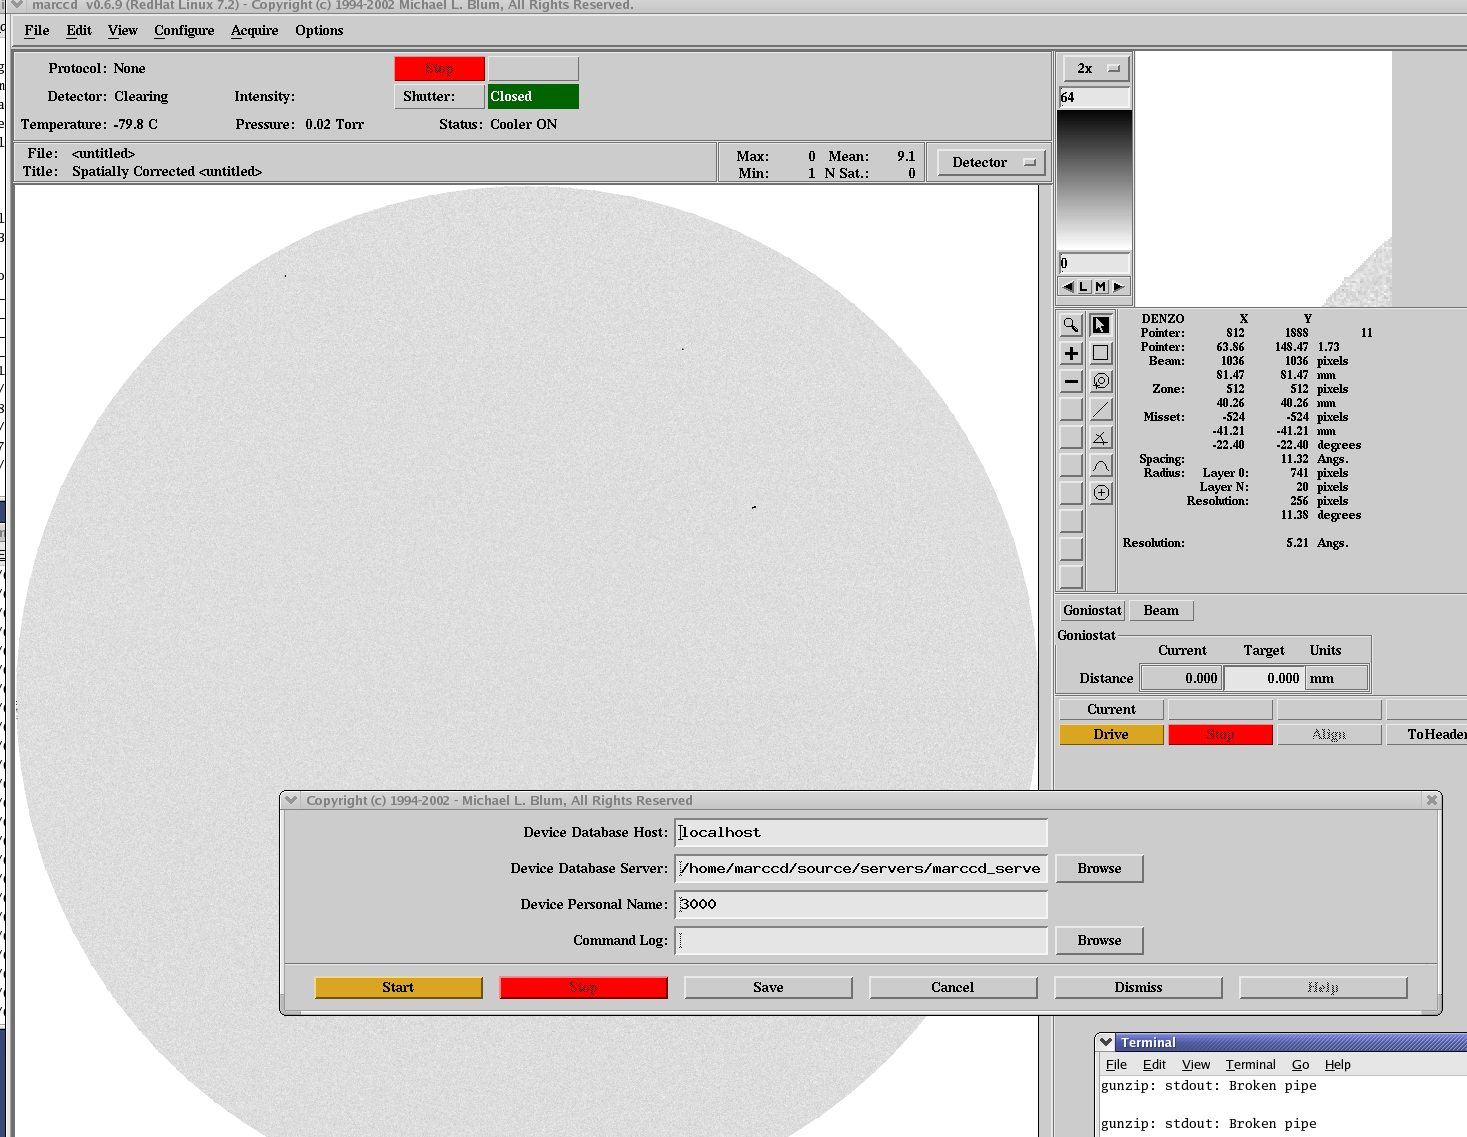 marccd v0.6.9 (RedHat Linux 7.2) - Copyright (c) 1994-2002 Michael L. Blum, All Rights Reserved.
File Edit View Configure Acquire Options
Protocol: None Stop
Detector: Clearing Intensity: Shutter: Closed
Temperature: -79.8 C Pressure: 0.02 Torr Status: Cooler ON
File: <untitled>
Title: Spatially Corrected <untitled>
Max: 0 Mean: 9.1
Min: 1 N Sat.: 0
Detector
2x
64
0
L M
DENZO X Y
Pointer: 812 1888 11
Pointer: 63.86 148.47 1.73
Beam: 1036 1036 pixels
81.47 81.47 mm
Zone: 512 512 pixels
40.26 40.26 mm
Misset: -524 -524 pixels
-41.21 -41.21 mm
-22.40 -22.40 degrees
Spacing: 11.32 Angs.
Radius: Layer 0: 741 pixels
Layer N: 20 pixels
Resolution: 256 pixels
11.38 degrees
Resolution: 5.21 Angs.
Goniostat Beam
Goniostat
Current Target Units
Distance 0.000 0.000 mm
Current
Drive Stop Align ToHeader
Copyright (c) 1994-2002 - Michael L. Blum, All Rights Reserved
Device Database Host: localhost
Device Database Server: /home/marccd/source/servers/marccd_serve Browse
Device Personal Name: 3000
Command Log: Browse
Start Stop Save Cancel Dismiss Help
Terminal
File Edit View Terminal Go Help
gunzip: stdout: Broken pipe
gunzip: stdout: Broken pipe